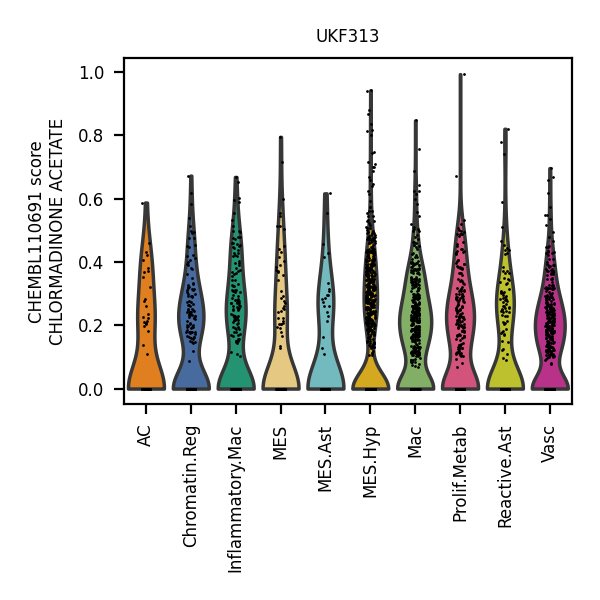 UKF313
CHEMBL110691 score
CHLORMADINONE ACETATE
1.0
0.8
0.6
0.4
0.2
0.0
AC
Chromatin.Reg
Inflammatory.Mac
MES
MES.Ast
MES.Hyp
Mac
Prolif.Metab
Reactive.Ast
Vasc